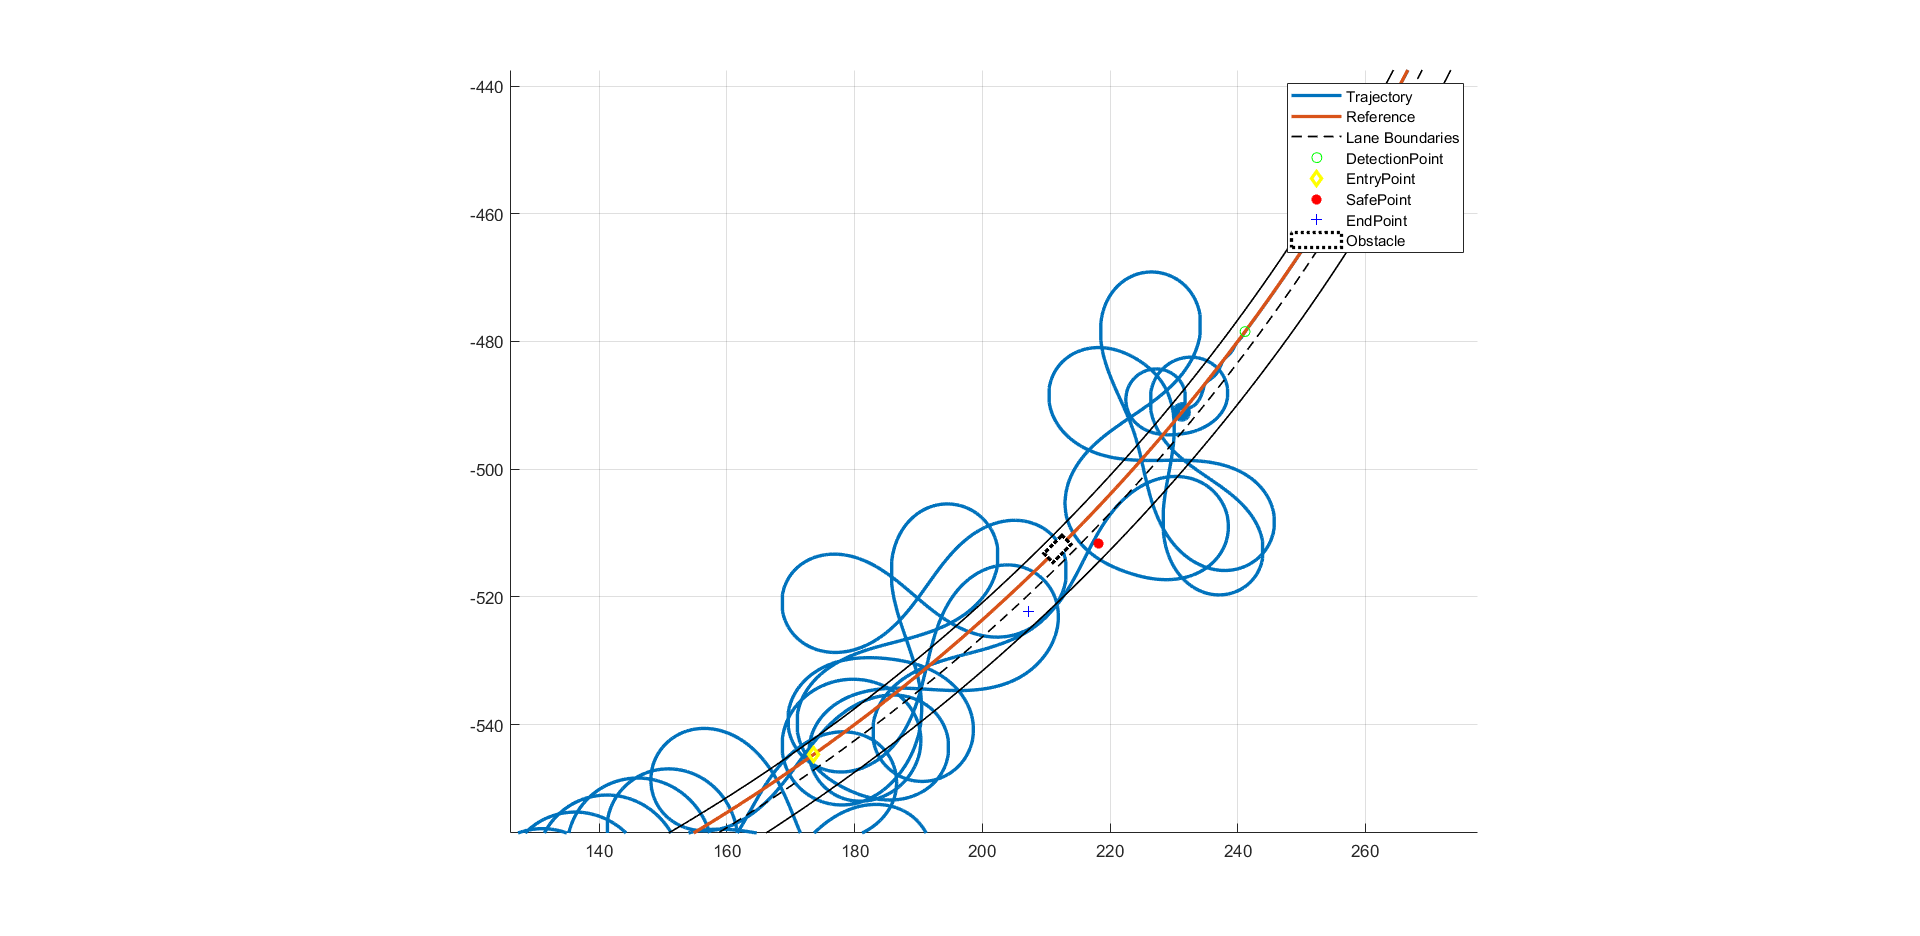 -440
-460
-480
-500
-520
-540
140
160
180
200
220
240
260
Trajectory
Reference
Lane Boundaries
DetectionPoint
EntryPoint
SafePoint
EndPoint
Obstacle